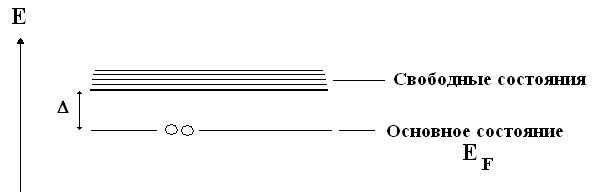 E
Свободные состояния
Δ
Основное состояние
E F